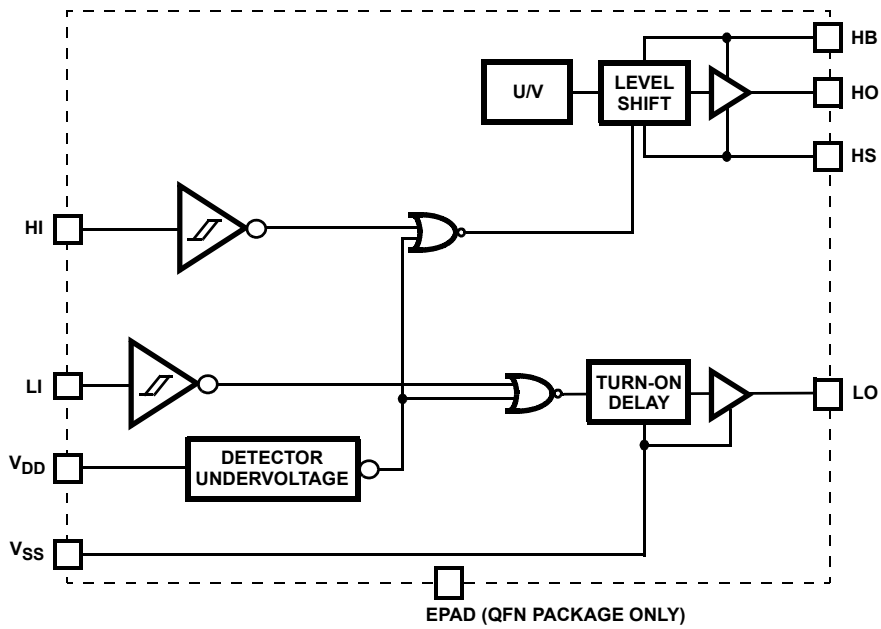 HB
U/V
LEVEL
SHIFT
HO
HS
HI
LI
TURN-ON
DELAY
LO
VDD
DETECTOR
UNDERVOLTAGE
VSS
EPAD (QFN PACKAGE ONLY)